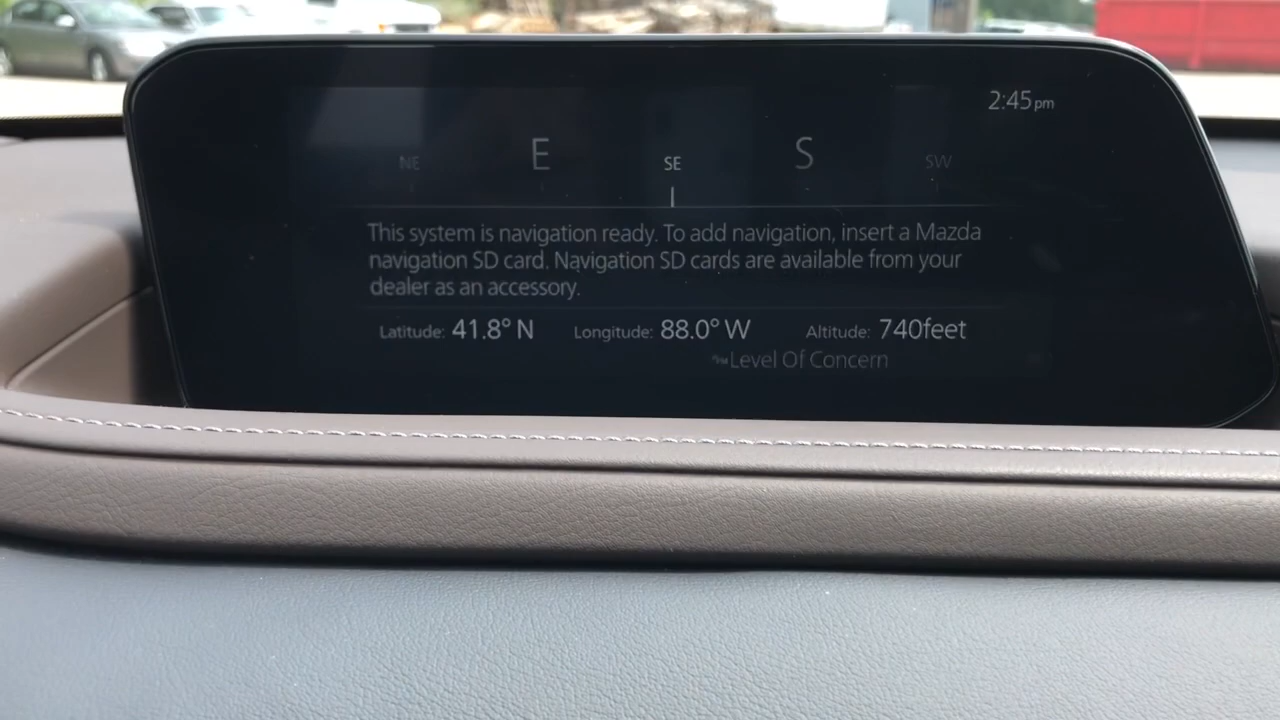 2:45pm
NE E SE S SW
This system is navigation ready. To add navigation, insert a Mazda
navigation SD card. Navigation SD cards are available from your
dealer as an accessory.
Latitude: 41.8° N Longitude: 88.0° W Altitude: 740feet
Level Of Concern